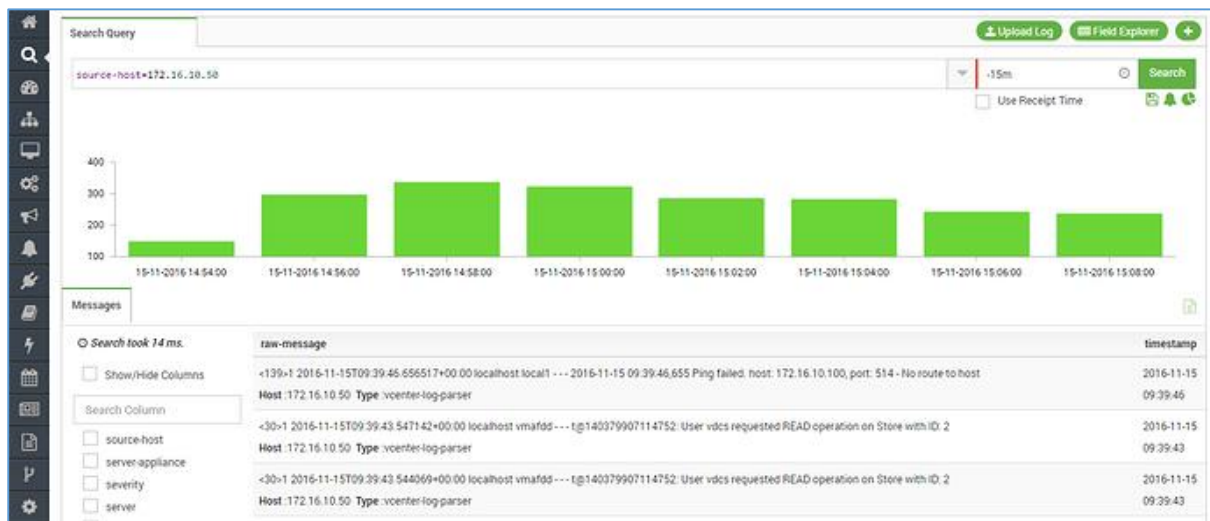 Search Query
Upload Log
Field Explorer
+
source-host=172.16.10.50
-15m
Search
Use Receipt Time
400
300
200
100
15-11-2016 14:54:00 15-11-2016 14:56:00 15-11-2016 14:58:00 15-11-2016 15:00:00 15-11-2016 15:02:00 15-11-2016 15:04:00 15-11-2016 15:06:00 15-11-2016 15:08:00
Messages
Search took 14 ms.
raw-message timestamp
Show/Hide Columns
<139>1 2016-11-15T09:39:46.656517+00:00 localhost local1 - - - 2016-11-15 09:39:46,655 Ping failed. host: 172.16.10.100, port: 514 - No route to host 2016-11-15
Host :172.16.10.50 Type :vcenter-log-parser 09:39:46
Search Column
<30>1 2016-11-15T09:39:43.547142+00:00 localhost vmafdd - - - t@140379907114752: User vdcs requested READ operation on Store with ID: 2 2016-11-15
source-host
Host :172.16.10.50 Type :vcenter-log-parser 09:39:43
server-appliance
severity
<30>1 2016-11-15T09:39:43.544069+00:00 localhost vmafdd - - - t@140379907114752: User vdcs requested READ operation on Store with ID: 2 2016-11-15
server
Host :172.16.10.50 Type :vcenter-log-parser 09:39:43